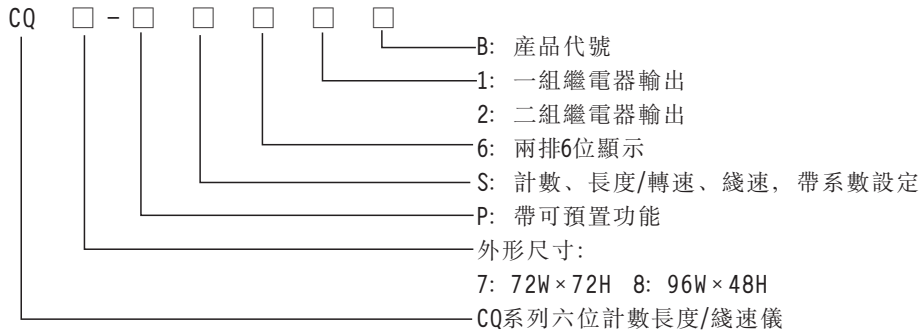 CQ □-□ □ □ □ □
B: 産品代號
1: 一組繼電器輸出
2: 二組繼電器輸出
6: 兩排6位顯示
S: 計數、長度/轉速、綫速, 帶系數設定
P: 帶可預置功能
外形尺寸:
7: 72W×72H 8: 96W×48H
CQ系列六位計數長度/綫速儀